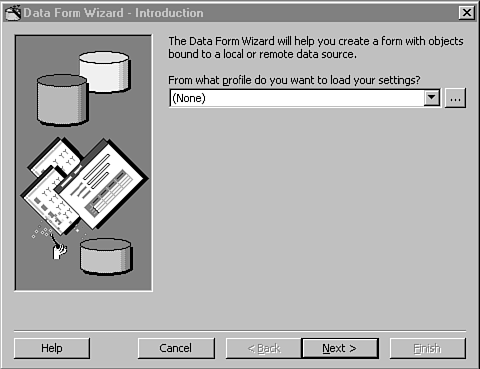 Data Form Wizard - Introduction
The Data Form Wizard will help you create a form with objects
bound to a local or remote data source.
From what profile do you want to load your settings?
(None)
...
Help
Cancel
< Back
Next >
Finish